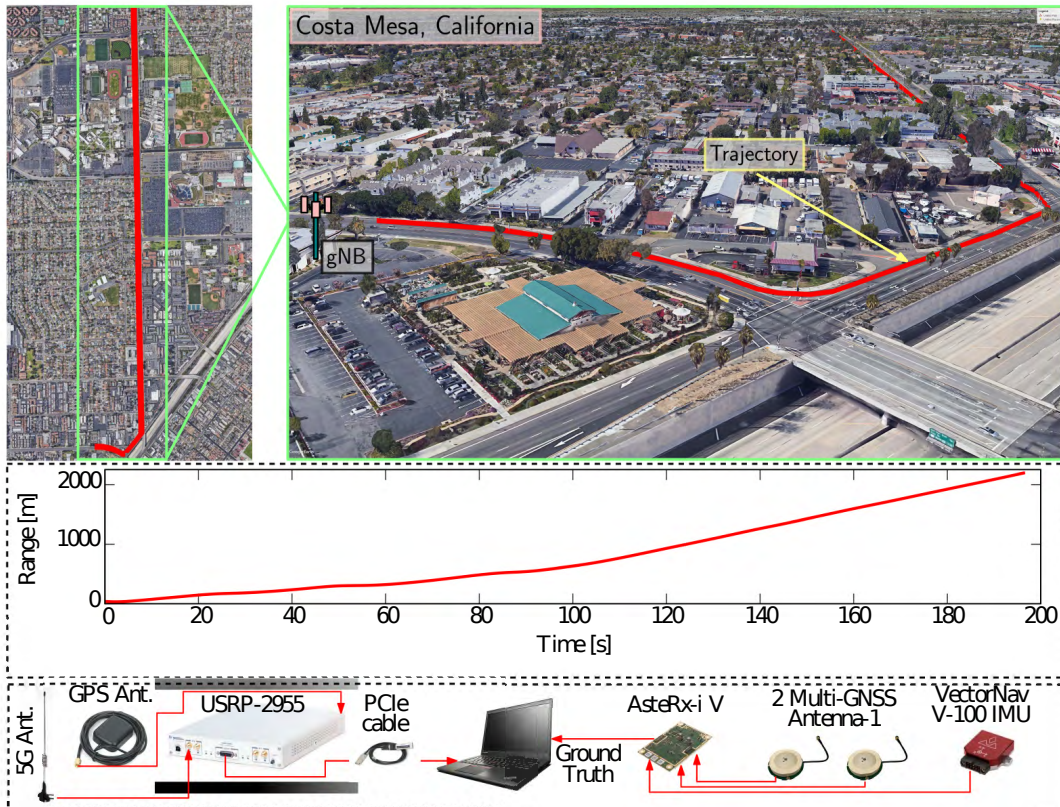 Costa Mesa, California
Trajectory
gNB
2000
1000
0
Range [m]
0 20 40 60 80 100 120 140 160 180 200
Time [s]
5G Ant.
GPS Ant.
USRP-2955
PCIe
cable
Ground
Truth
AsteRx-i V
2 Multi-GNSS
Antenna-1
VectorNav
V-100 IMU